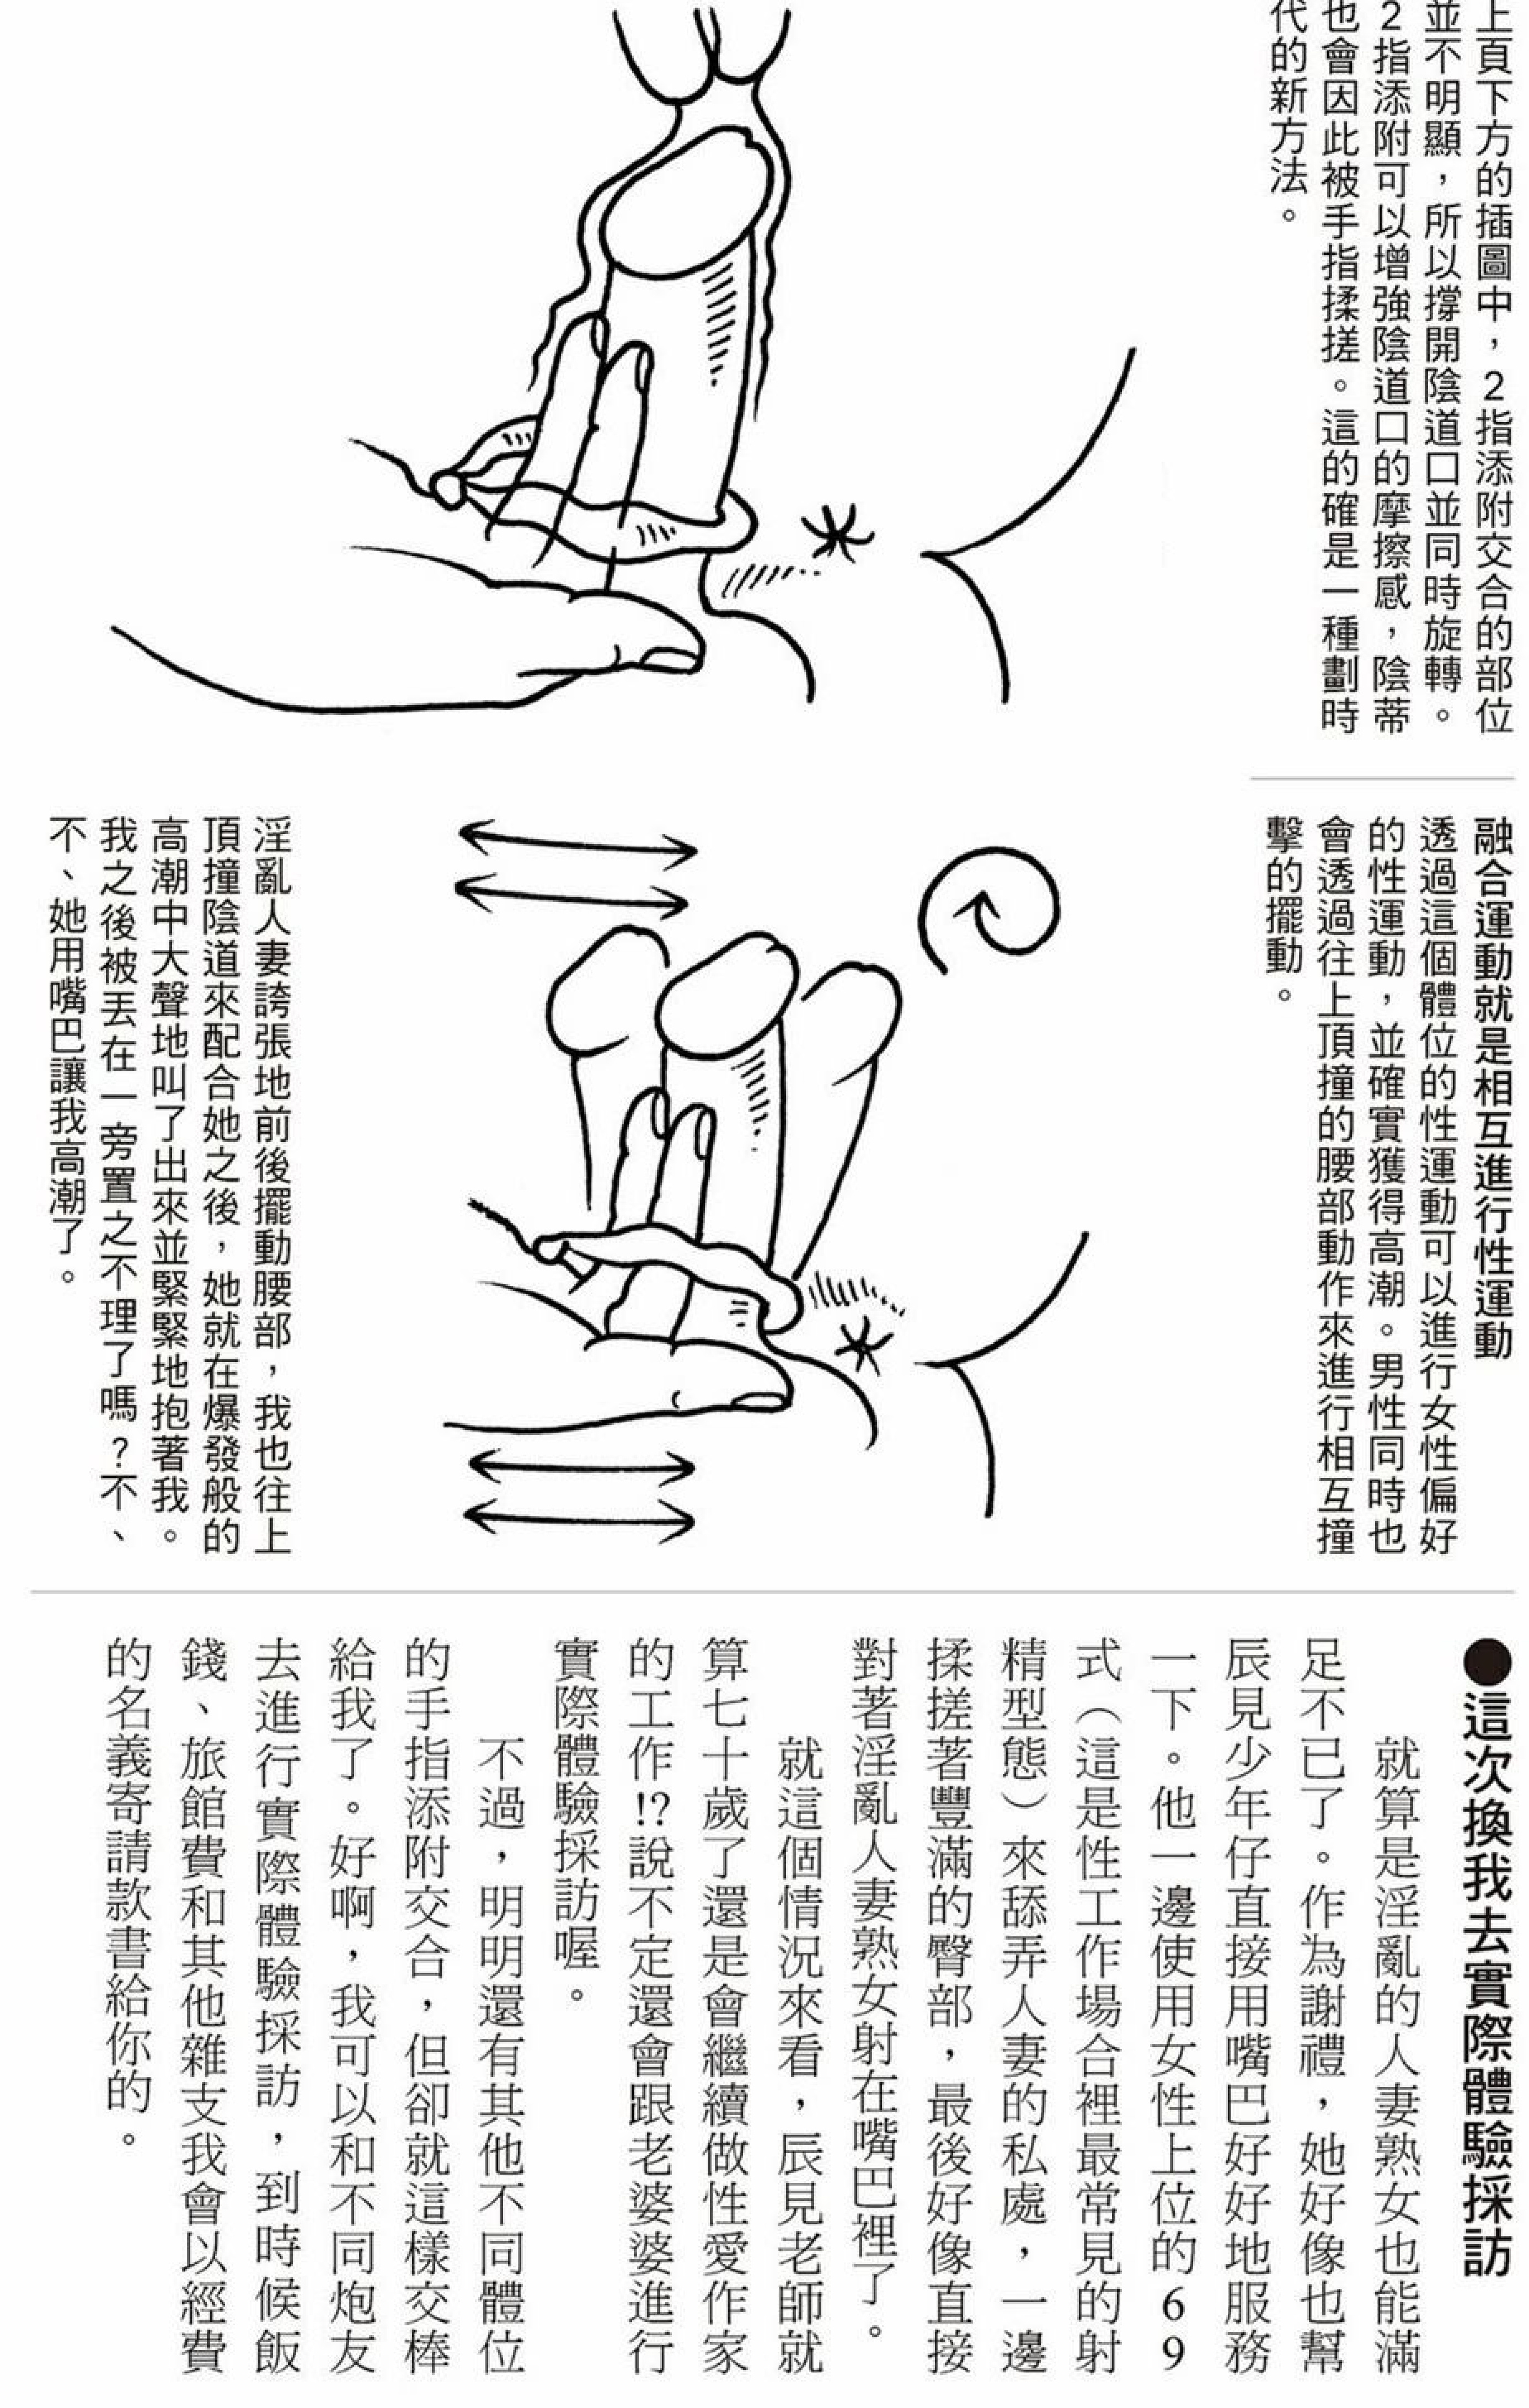 上頁下方的插圖中，2指添附交合的部位
並不明顯，所以撐開陰道口並同時旋轉。
2指添附可以增強陰道口的摩擦感，陰蒂
也會因此被手指揉搓。這的確是一種劃時
代的新方法。
融合運動就是相互進行性運動
透過這個體位的性運動可以進行女性偏好
的性運動，並確實獲得高潮。男性同時也
會透過往上頂撞的腰部動作來進行相互撞
擊的擺動。
淫亂人妻誇張地前後擺動腰部，我也往上
頂撞陰道來配合她之後，她就在爆發般的
高潮中大聲地叫了出來並緊緊地抱著我。
我之後被丟在一旁置之不理了嗎？不、
不、她用嘴巴讓我高潮了。
●這次換我去實際體驗採訪
就算是淫亂的人妻熟女也能滿
足不已了。作為謝禮，她好像也幫
辰見少年仔直接用嘴巴好好地服務
一下。他一邊使用女性上位的69
式（這是性工作場合裡最常見的射
精型態）來舔弄人妻的私處，一邊
揉搓著豐滿的臀部，最後好像直接
對著淫亂人妻熟女射在嘴巴裡了。
就這個情況來看，辰見老師就
算七十歲了還是會繼續做性愛作家
的工作!?說不定還會跟老婆婆進行
實際體驗採訪喔。
不過，明明還有其他不同體位
的手指添附交合，但卻就這樣交棒
給我了。好啊，我可以和不同炮友
去進行實際體驗採訪，到時候飯
錢、旅館費和其他雜支我會以經費
的名義寄請款書給你的。